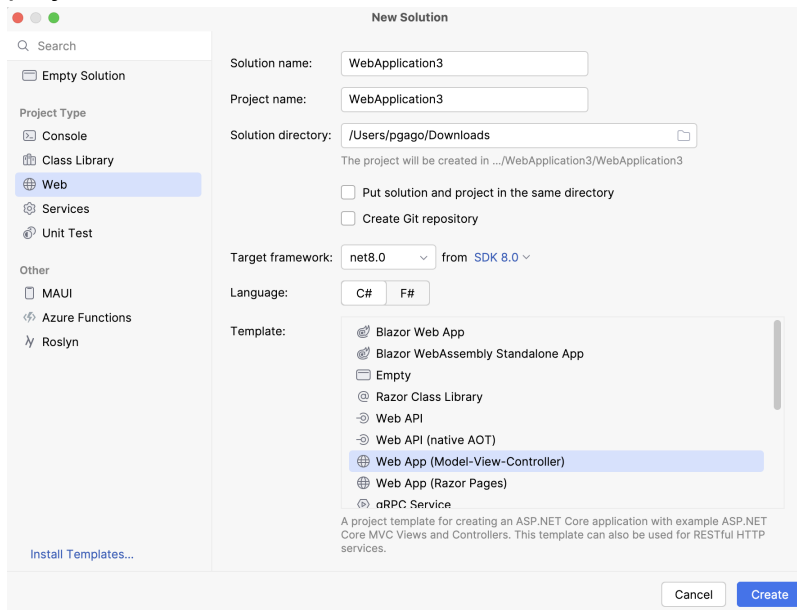 New Solution
Search
Empty Solution
Project Type
Console
Class Library
Web
Services
Unit Test
Other
MAUI
Azure Functions
Roslyn
Install Templates...
Solution name: WebApplication3
Project name: WebApplication3
Solution directory: /Users/pgago/Downloads
The project will be created in .../WebApplication3/WebApplication3
Put solution and project in the same directory
Create Git repository
Target framework: net8.0 from SDK 8.0
Language: C# F#
Template:
Blazor Web App
Blazor WebAssembly Standalone App
Empty
Razor Class Library
Web API
Web API (native AOT)
Web App (Model-View-Controller)
Web App (Razor Pages)
gRPC Service
A project template for creating an ASP.NET Core application with example ASP.NET
Core MVC Views and Controllers. This template can also be used for RESTful HTTP
services.
Cancel Create